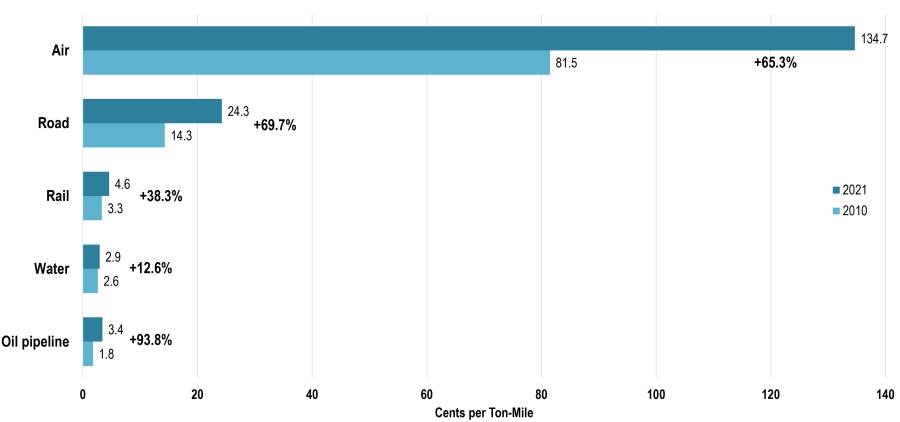 Air
134.7
81.5
+65.3%
Road
24.3
14.3
+69.7%
Rail
4.6
3.3
+38.3%
2021
2010
Water
2.9
2.6
+12.6%
Oil pipeline
3.4
1.8
+93.8%
0 20 40 60 80 100 120 140
Cents per Ton-Mile